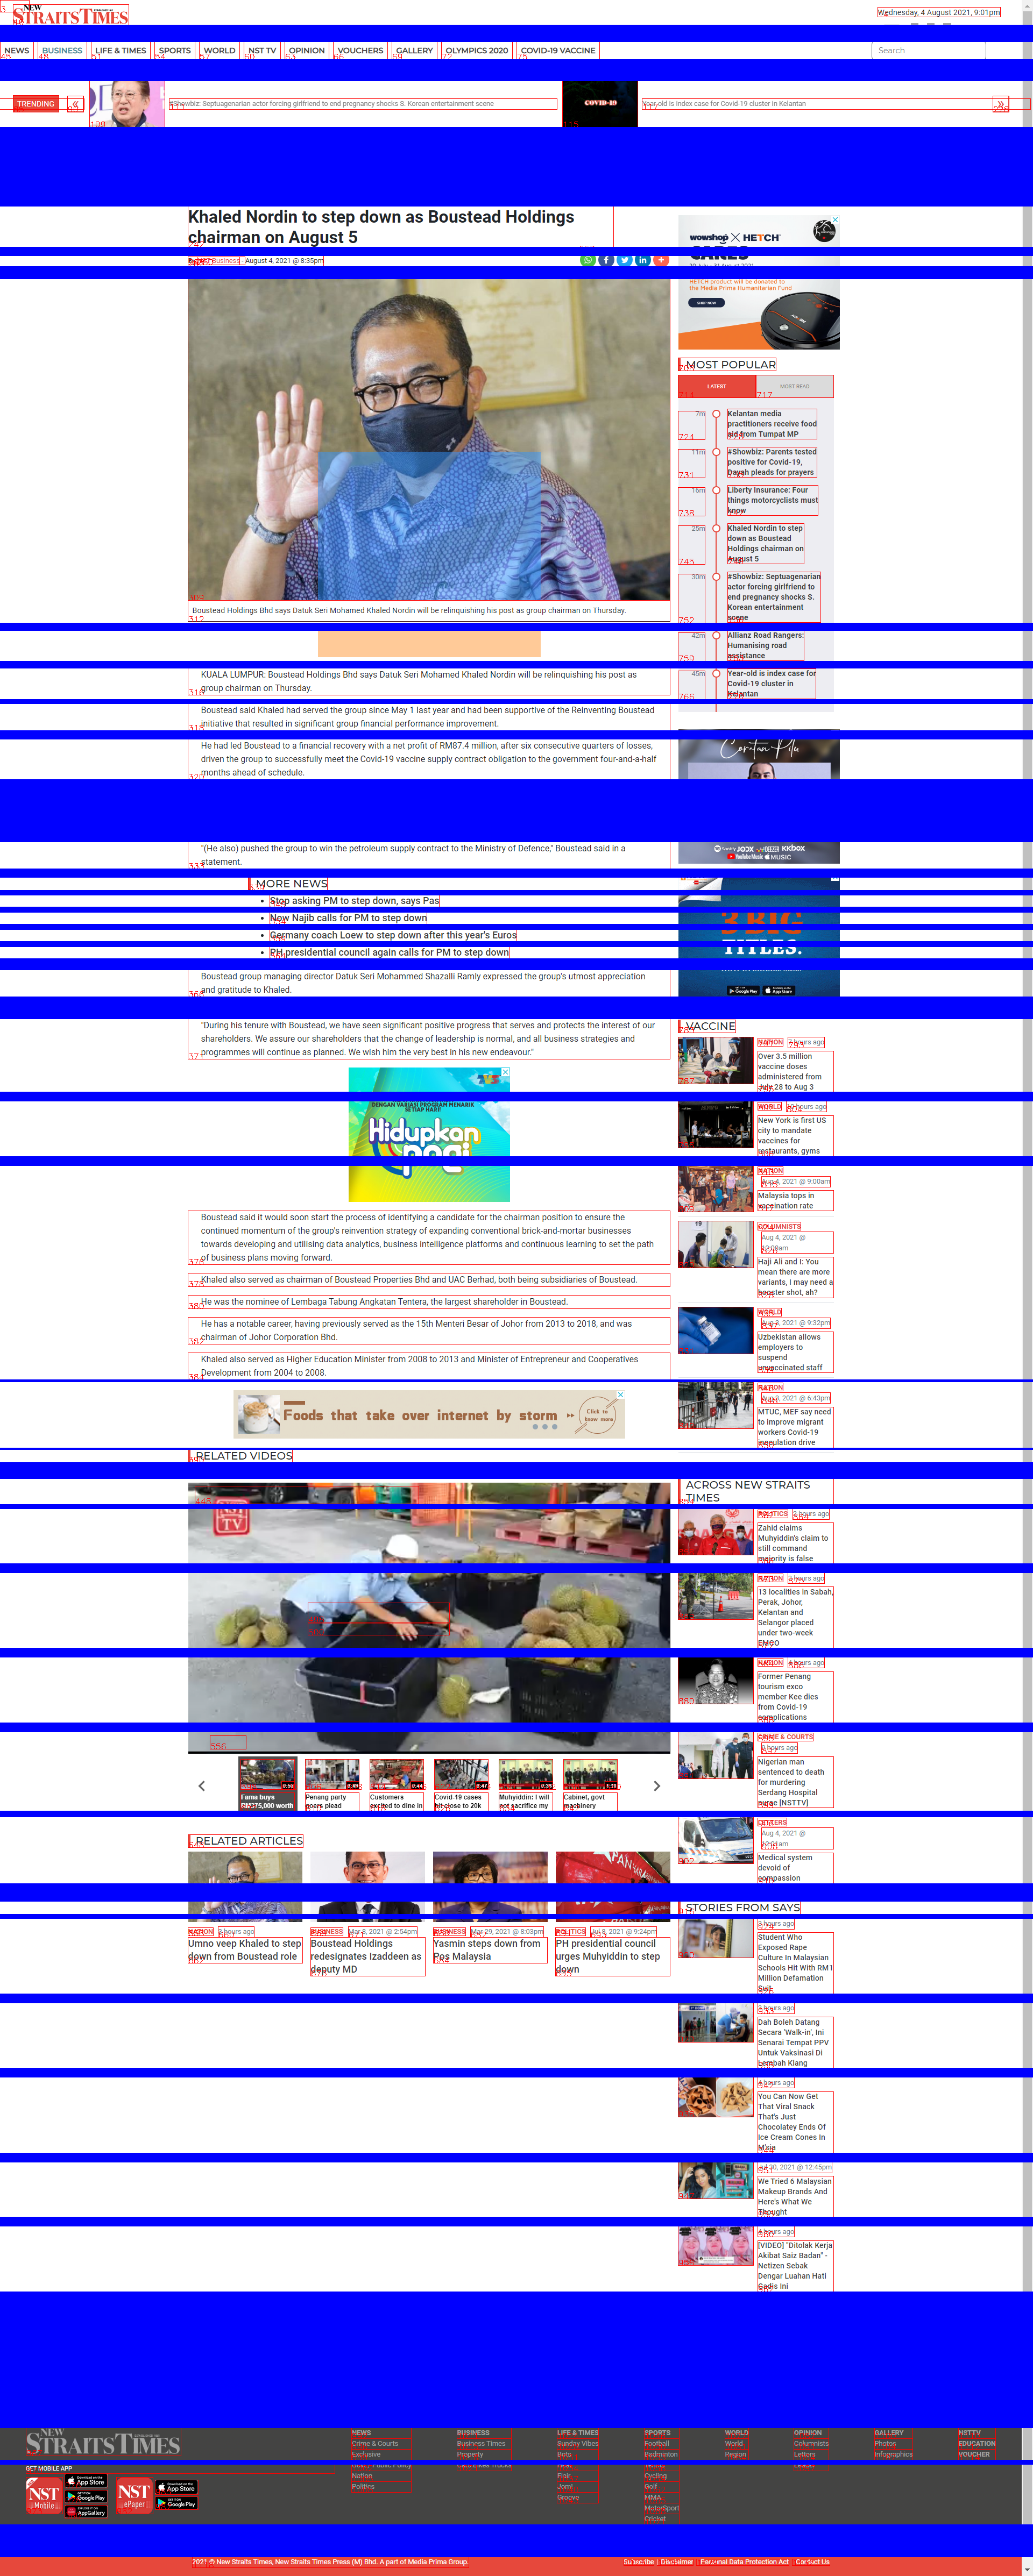 NEW
STRAITS TIMES
Wednesday, 4 August 2021, 9:01pm
NEWS BUSINESS LIFE & TIMES SPORTS WORLD NST TV OPINION VOUCHERS GALLERY OLYMPICS 2020 COVID-19 VACCINE Search
TRENDING « #Showbiz: Septuagenarian actor forcing girlfriend to end pregnancy shocks S. Korean entertainment scene COVID-19 Year-old is index case for Covid-19 cluster in Kelantan »
Khaled Nordin to step down as Boustead Holdings
chairman on August 5
Business - August 4, 2021 @ 8:35pm
wowshop X HETCH
CARES
HETCH product will be donated to
the Media Prima Humanitarian Fund
SHOP NOW
Boustead Holdings Bhd says Datuk Seri Mohamed Khaled Nordin will be relinquishing his post as group chairman on Thursday.
MOST POPULAR
LATEST MOST READ
7m Kelantan media
practitioners receive food
aid from Tumpat MP
11m #Showbiz: Parents tested
positive for Covid-19,
Dayah pleads for prayers
16m Liberty Insurance: Four
things motorcyclists must
know
25m Khaled Nordin to step
down as Boustead
Holdings chairman on
August 5
30m #Showbiz: Septuagenarian
actor forcing girlfriend to
end pregnancy shocks S.
Korean entertainment
scene
42m Allianz Road Rangers:
Humanising road
assistance
45m Year-old is index case for
Covid-19 cluster in
Kelantan
KUALA LUMPUR: Boustead Holdings Bhd says Datuk Seri Mohamed Khaled Nordin will be relinquishing his post as
group chairman on Thursday.
Boustead said Khaled had served the group since May 1 last year and had been supportive of the Reinventing Boustead
initiative that resulted in significant group financial performance improvement.
He had led Boustead to a financial recovery with a net profit of RM87.4 million, after six consecutive quarters of losses,
driven the group to successfully meet the Covid-19 vaccine supply contract obligation to the government four-and-a-half
months ahead of schedule.
"(He also) pushed the group to win the petroleum supply contract to the Ministry of Defence," Boustead said in a
statement.
Spotify JOOX DEEZER KKBOX
YouTube Music MUSIC
MORE NEWS
Stop asking PM to step down, says Pas
Now Najib calls for PM to step down
Germany coach Loew to step down after this year's Euros
PH presidential council again calls for PM to step down
3 BIG
TITLES.
Google Play App Store
Boustead group managing director Datuk Seri Mohammed Shazalli Ramly expressed the group's utmost appreciation
and gratitude to Khaled.
"During his tenure with Boustead, we have seen significant positive progress that serves and protects the interest of our
shareholders. We assure our shareholders that the change of leadership is normal, and all business strategies and
programmes will continue as planned. We wish him the very best in his new endeavour."
DENGAN VARIASI PROGRAM MENARIK
SETIAP HARI!
Hidupkan
pagi
Boustead said it would soon start the process of identifying a candidate for the chairman position to ensure the
continued momentum of the group's reinvention strategy of expanding conventional brick-and-mortar businesses
towards developing and utilising data analytics, business intelligence platforms and continuous learning to set the path
of business plans moving forward.
Khaled also served as chairman of Boustead Properties Bhd and UAC Berhad, both being subsidiaries of Boustead.
He was the nominee of Lembaga Tabung Angkatan Tentera, the largest shareholder in Boustead.
He has a notable career, having previously served as the 15th Menteri Besar of Johor from 2013 to 2018, and was
chairman of Johor Corporation Bhd.
Khaled also served as Higher Education Minister from 2008 to 2013 and Minister of Entrepreneur and Cooperatives
Development from 2004 to 2008.
Foods that take over internet by storm
Click to
know more
VACCINE
NATION hours ago
Over 3.5 million
vaccine doses
administered from
July 28 to Aug 3
WORLD hours ago
New York is first US
city to mandate
vaccines for
restaurants, gyms
NATION
Aug 4, 2021 @ 9:00am
Malaysia tops in
vaccination rate
COLUMNISTS
Aug 4, 2021 @
Haji Ali and I: You
mean there are more
variants, I may need a
booster shot, ah?
WORLD
Aug 3, 2021 @ 9:32pm
Uzbekistan allows
employers to
suspend
unvaccinated staff
NATION
Aug 3, 2021 @ 6:43pm
MTUC, MEF say need
to improve migrant
workers Covid-19
inoculation drive
RELATED VIDEOS
NST
TV
Fama buys
RM375,000 worth
Penang party
goers plead
Customers
excited to dine in
Covid-19 cases
hit close to 20k
Muhyiddin: I will
not sacrifice my
Cabinet, govt
machinery
ACROSS NEW STRAITS
TIMES
POLITICS hours ago
Zahid claims
Muhyiddin's claim to
still command
majority is false
NATION hours ago
13 localities in Sabah,
Perak, Johor,
Kelantan and
Selangor placed
under two-week
EMCO
NATION hours ago
Former Penang
tourism exco
member Kee dies
from Covid-19
complications
CRIME & COURTS
hours ago
Nigerian man
sentenced to death
for murdering
Serdang Hospital
nurse [NSTTV]
LETTERS
Aug 4, 2021 @
Medical system
devoid of
compassion
RELATED ARTICLES
NATION hours ago
Umno veep Khaled to step
down from Boustead role
BUSINESS 2021 @ 2:54pm
Boustead Holdings
redesignates Izaddeen as
deputy MD
BUSINESS 29, 2021 @ 8:03pm
Yasmin steps down from
Pos Malaysia
POLITICS 2021 @ 9:24pm
PH presidential council
urges Muhyiddin to step
down
STORIES FROM SAYS
hours ago
Student Who
Exposed Rape
Culture In Malaysian
Schools Hit With RM1
Million Defamation
Suit
hours ago
Dah Boleh Datang
Secara 'Walk-in', Ini
Senarai Tempat PPV
Untuk Vaksinasi Di
Lembah Klang
hours ago
You Can Now Get
That Viral Snack
That's Just
Chocolatey Ends Of
Ice Cream Cones In
M'sia
2021 @ 12:45pm
We Tried 6 Malaysian
Makeup Brands And
Here's What We
Thought
hours ago
[VIDEO] "Ditolak Kerja
Akibat Saiz Badan" -
Netizen Sebak
Dengar Luahan Hati
Gadis Ini
NEW
STRAITS TIMES
NEWS BUSINESS LIFE & TIMES SPORTS WORLD OPINION GALLERY NSTTV
Crime & Courts Business Times Sunday Vibes Football World Columnists Photos EDUCATION
Exclusive Property Bots Badminton Region Letters Infographics VOUCHER
GET MOBILE APP
Nation Flair Cycling
Politics Jom! Golf
Groove MMA
MotorSport
Cricket
NST
Mobile
App Store
Google Play
AppGallery
NST
ePaper
App Store
Google Play
2021 © New Straits Times, New Straits Times Press (M) Bhd. A part of Media Prima Group.
Subscribe | Disclaimer | Personal Data Protection Act | Contact Us